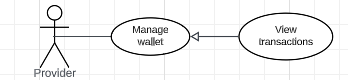 Manage
wallet
View
transactions
Provider